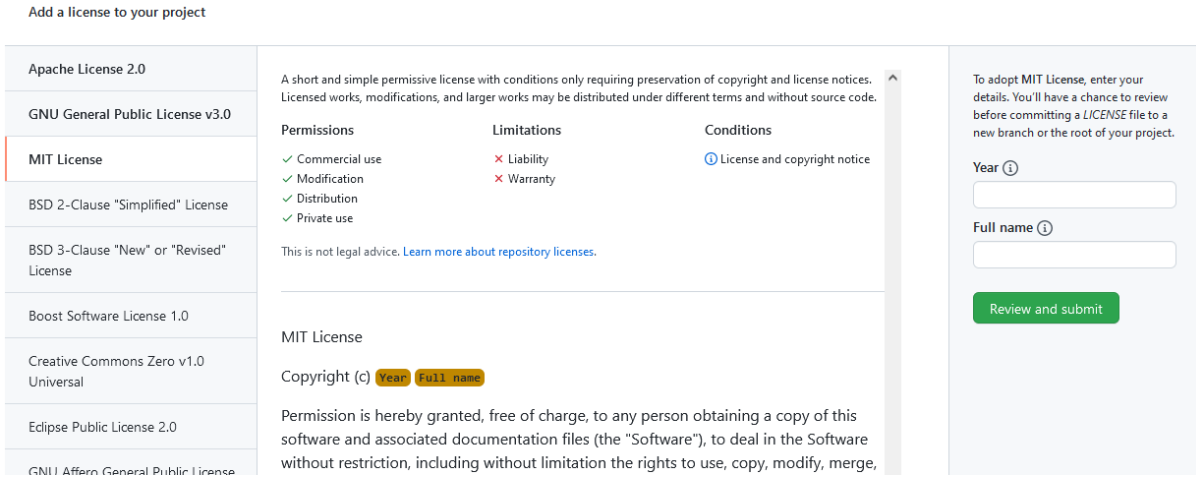 Add a license to your project
Apache License 2.0
GNU General Public License v3.0
MIT License
BSD 2-Clause "Simplified" License
BSD 3-Clause "New" or "Revised"
License
Boost Software License 1.0
Creative Commons Zero v1.0
Universal
Eclipse Public License 2.0
GNU Affero General Public License
A short and simple permissive license with conditions only requiring preservation of copyright and license notices.
Licensed works, modifications, and larger works may be distributed under different terms and without source code.
Permissions
Commercial use
Modification
Distribution
Private use
Limitations
Liability
Warranty
Conditions
License and copyright notice
This is not legal advice. Learn more about repository licenses.
MIT License
Copyright (c) Year Full name
Permission is hereby granted, free of charge, to any person obtaining a copy of this
software and associated documentation files (the "Software"), to deal in the Software
without restriction, including without limitation the rights to use, copy, modify, merge,
To adopt MIT License, enter your
details. You'll have a chance to review
before committing a LICENSE file to a
new branch or the root of your project.
Year
Full name
Review and submit